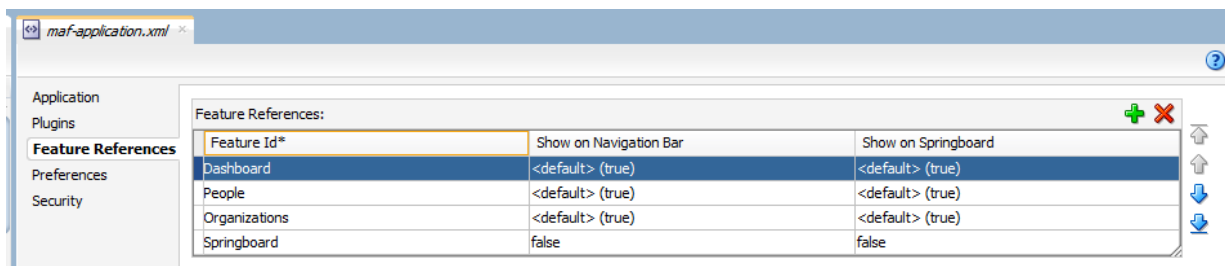 maf-application.xml
Application
Plugins
Feature References
Preferences
Security
Feature References:
Feature Id* Show on Navigation Bar Show on Springboard
Dashboard <default> (true) <default> (true)
People <default> (true) <default> (true)
Organizations <default> (true) <default> (true)
Springboard false false